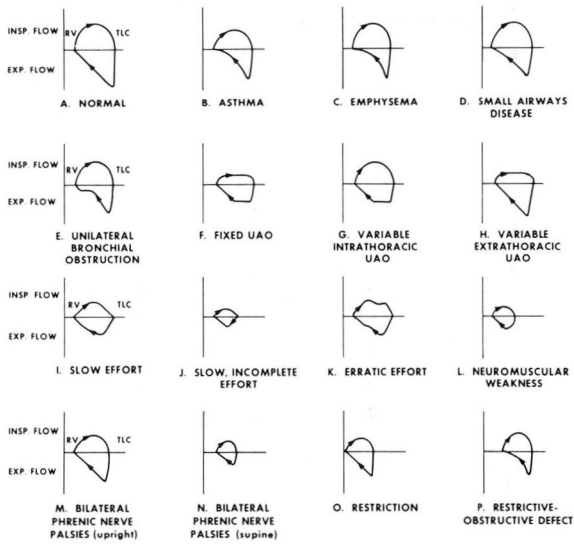 INSP. FLOW RV TLC
EXP. FLOW
A. NORMAL
B. ASTHMA
C. EMPHYSEMA
D. SMALL AIRWAYS
DISEASE
INSP. FLOW RV TLC
EXP. FLOW
E. UNILATERAL
BRONCHIAL
OBSTRUCTION
F. FIXED UAO
G. VARIABLE
INTRATHORACIC
UAO
H. VARIABLE
EXTRATHORACIC
UAO
INSP. FLOW RV TLC
EXP. FLOW
I. SLOW EFFORT
J. SLOW, INCOMPLETE
EFFORT
K. ERRATIC EFFORT
L. NEUROMUSCULAR
WEAKNESS
INSP. FLOW RV TLC
EXP. FLOW
M. BILATERAL
PHRENIC NERVE
PALSIES (upright)
N. BILATERAL
PHRENIC NERVE
PALSIES (supine)
O. RESTRICTION
P. RESTRICTIVE-
OBSTRUCTIVE DEFECT